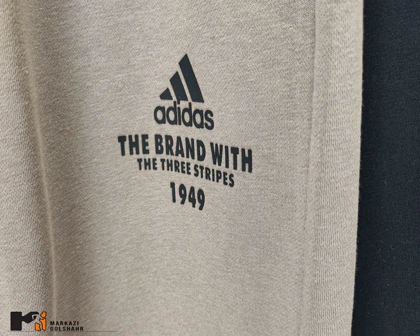 adidas
THE BRAND WITH
THE THREE STRIPES
1949
MARKAZI
GOLSHAHR